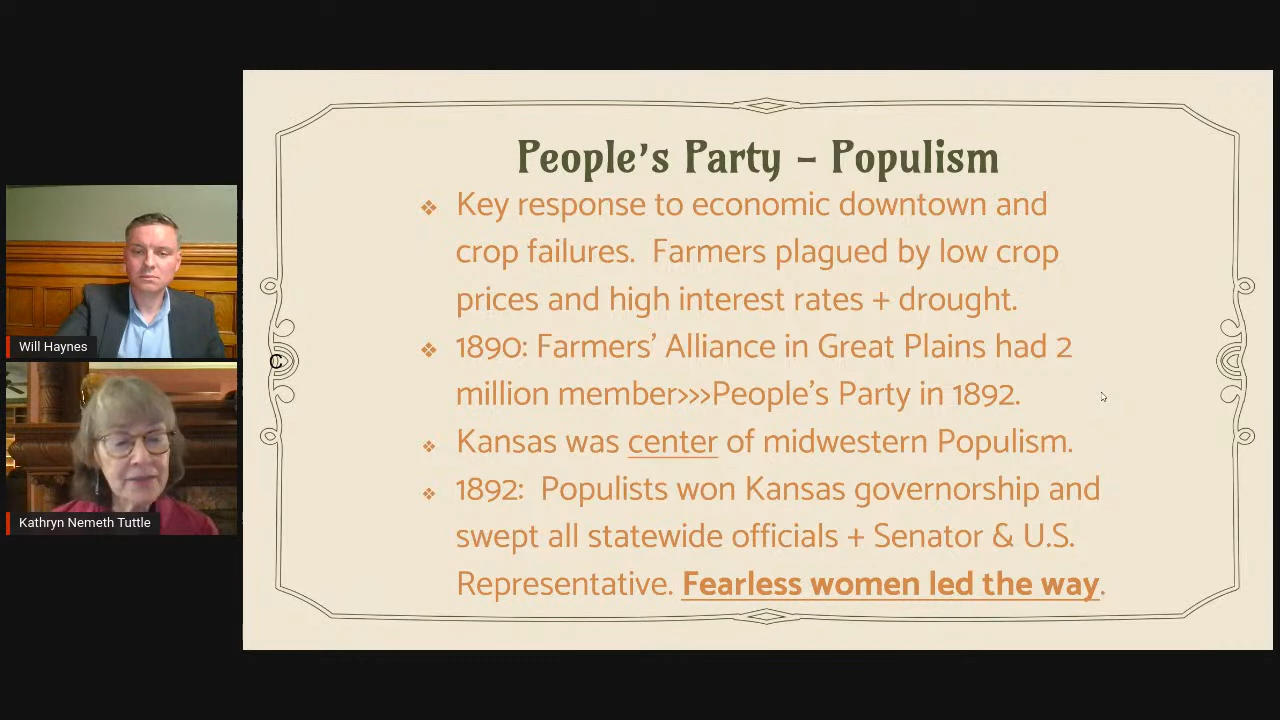 People's Party – Populism
❖ Key response to economic downtown and
crop failures. Farmers plagued by low crop
prices and high interest rates + drought.
❖ 1890: Farmers' Alliance in Great Plains had 2
million member>>>People's Party in 1892.
❖ Kansas was center of midwestern Populism.
❖ 1892: Populists won Kansas governorship and
swept all statewide officials + Senator & U.S.
Representative. Fearless women led the way.
Will Haynes
Kathryn Nemeth Tuttle
C